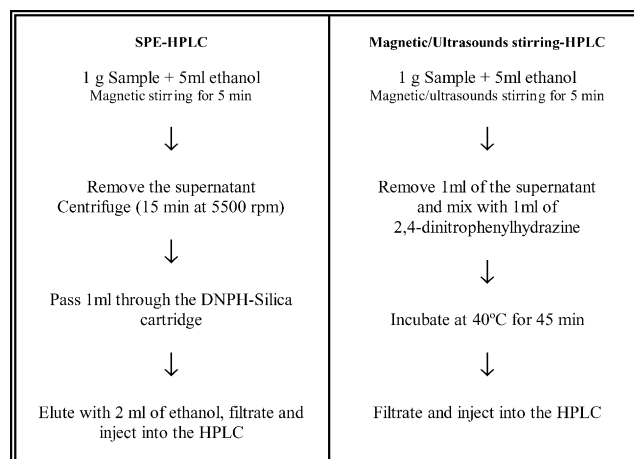 SPE-HPLC
1 g Sample + 5ml ethanol
Magnetic stirring for 5 min
↓
Remove the supernatant
Centrifuge (15 min at 5500 rpm)
↓
Pass 1ml through the DNPH-Silica
cartridge
↓
Elute with 2 ml of ethanol, filtrate and
inject into the HPLC
Magnetic/Ultrasounds stirring-HPLC
1 g Sample + 5ml ethanol
Magnetic/ultrasounds stirring for 5 min
↓
Remove 1ml of the supernatant
and mix with 1ml of
2,4-dinitrophenylhydrazine
↓
Incubate at 40ºC for 45 min
↓
Filtrate and inject into the HPLC